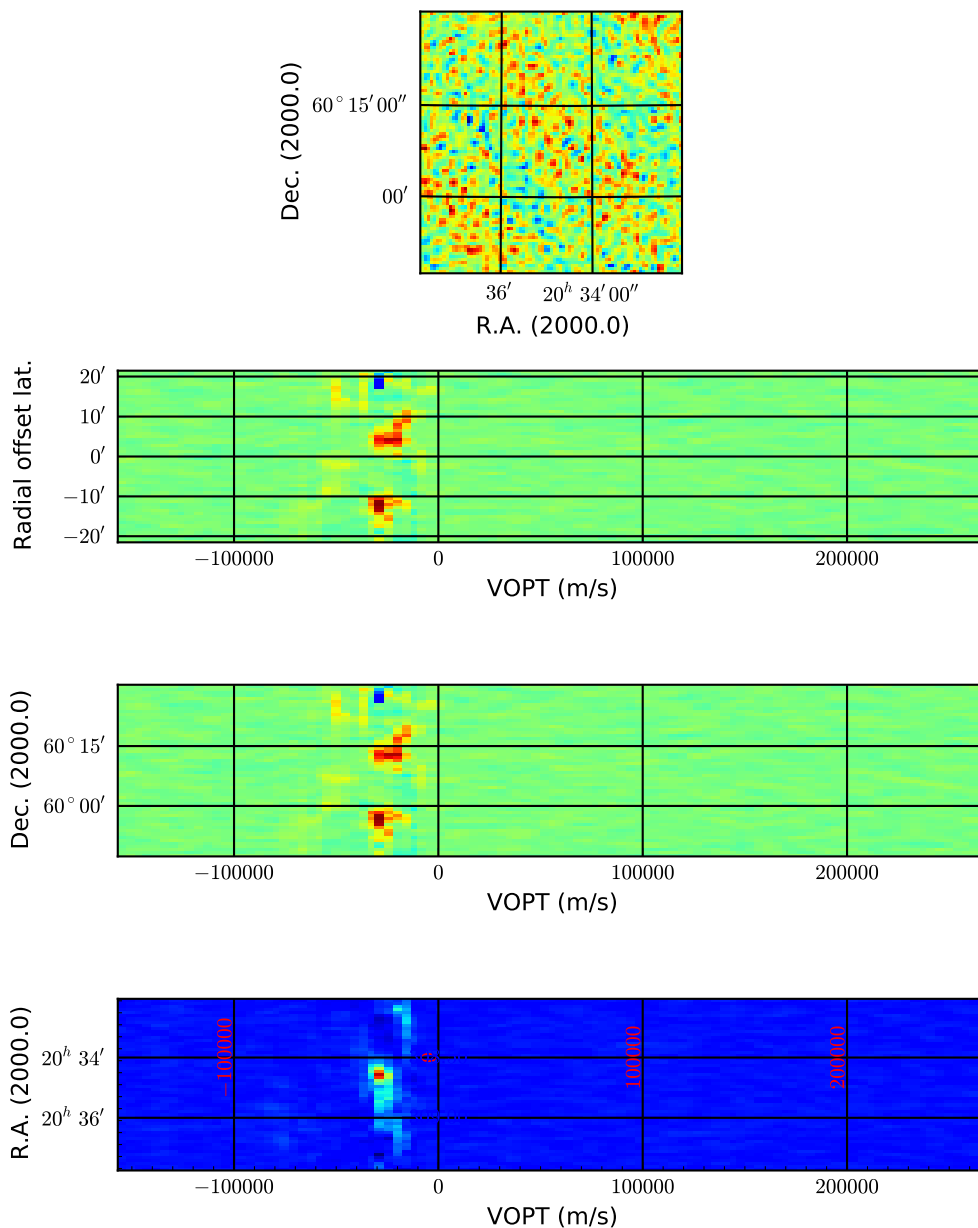 Dec. (2000.0)
60° 15′ 00″
00′
36′
20ʰ 34′ 00″
R.A. (2000.0)
Radial offset lat.
20′
10′
0′
−10′
−20′
−100000
0
100000
200000
VOPT (m/s)
Dec. (2000.0)
60° 15′
60° 00′
−100000
0
100000
200000
VOPT (m/s)
R.A. (2000.0)
20ʰ 34′
20ʰ 36′
−100000
0
100000
200000
−100000
0
100000
200000
VOPT (m/s)